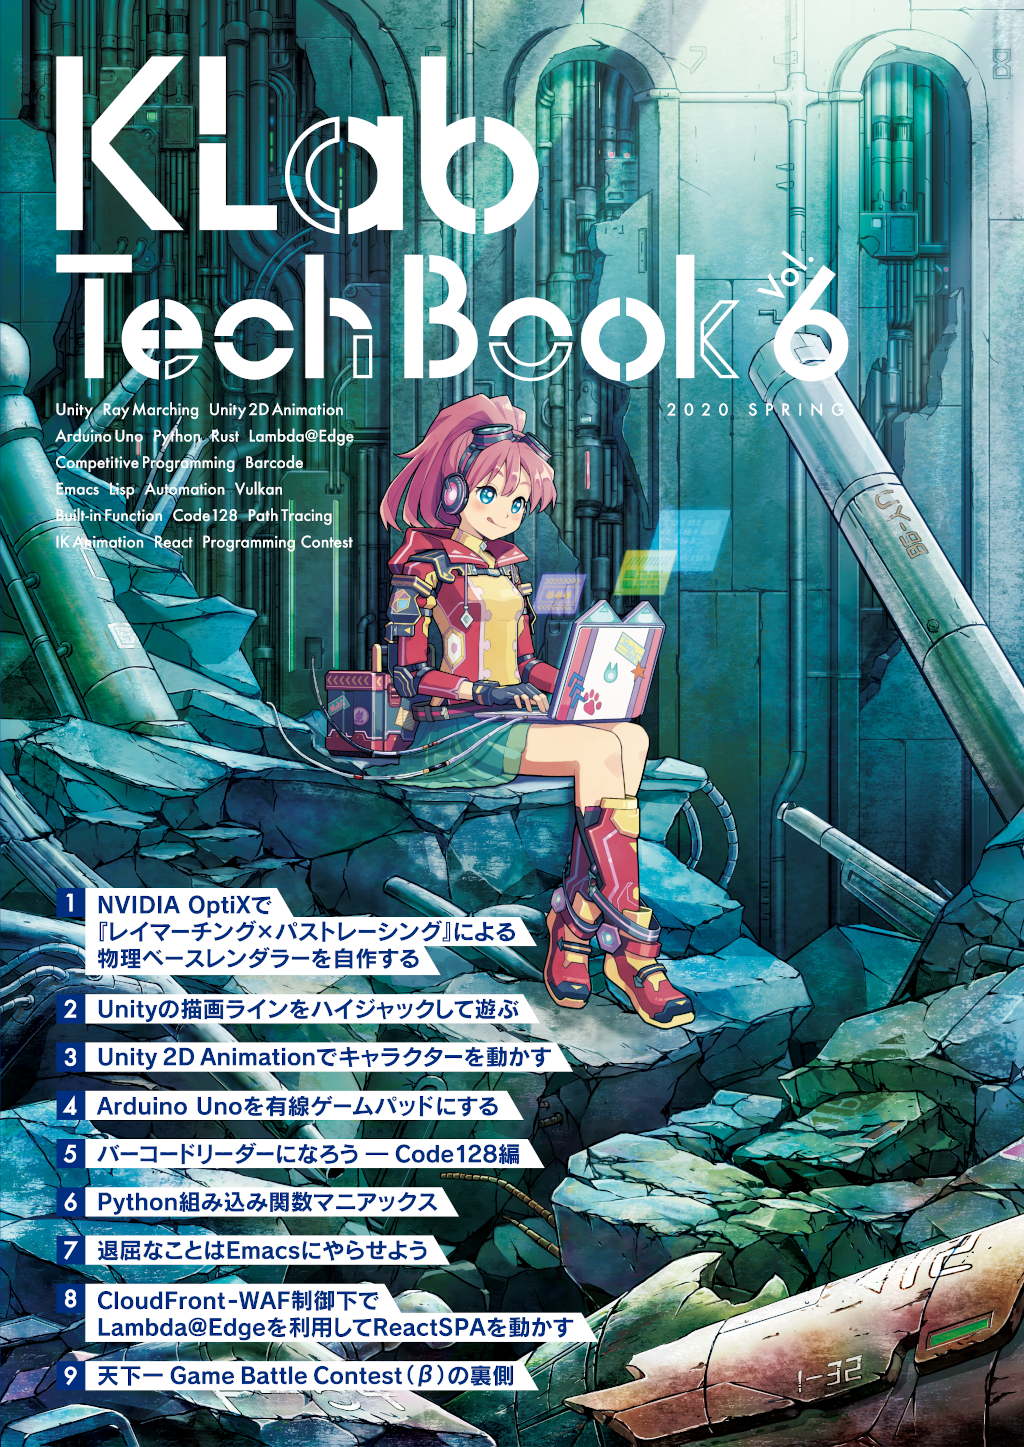 KLab
Tech Book Vol. 6
2020 SPRING
Unity Ray Marching Unity 2D Animation
Arduino Uno Python Rust Lambda@Edge
Competitive Programming Barcode
Emacs Lisp Automation Vulkan
Built-in Function Code128 Path Tracing
IK Animation React Programming Contest
UY-96
1 NVIDIA OptiXで
『レイマーチング×パストレーシング』による
物理ベースレンダラーを自作する
2 Unityの描画ラインをハイジャックして遊ぶ
3 Unity 2D Animationでキャラクターを動かす
4 Arduino Unoを有線ゲームパッドにする
5 バーコードリーダーになろう — Code128編
6 Python組み込み関数マニアックス
7 退屈なことはEmacsにやらせよう
8 CloudFront-WAF制御下で
Lambda@Edgeを利用してReactSPAを動かす
9 天下一 Game Battle Contest（β）の裏側
!-32